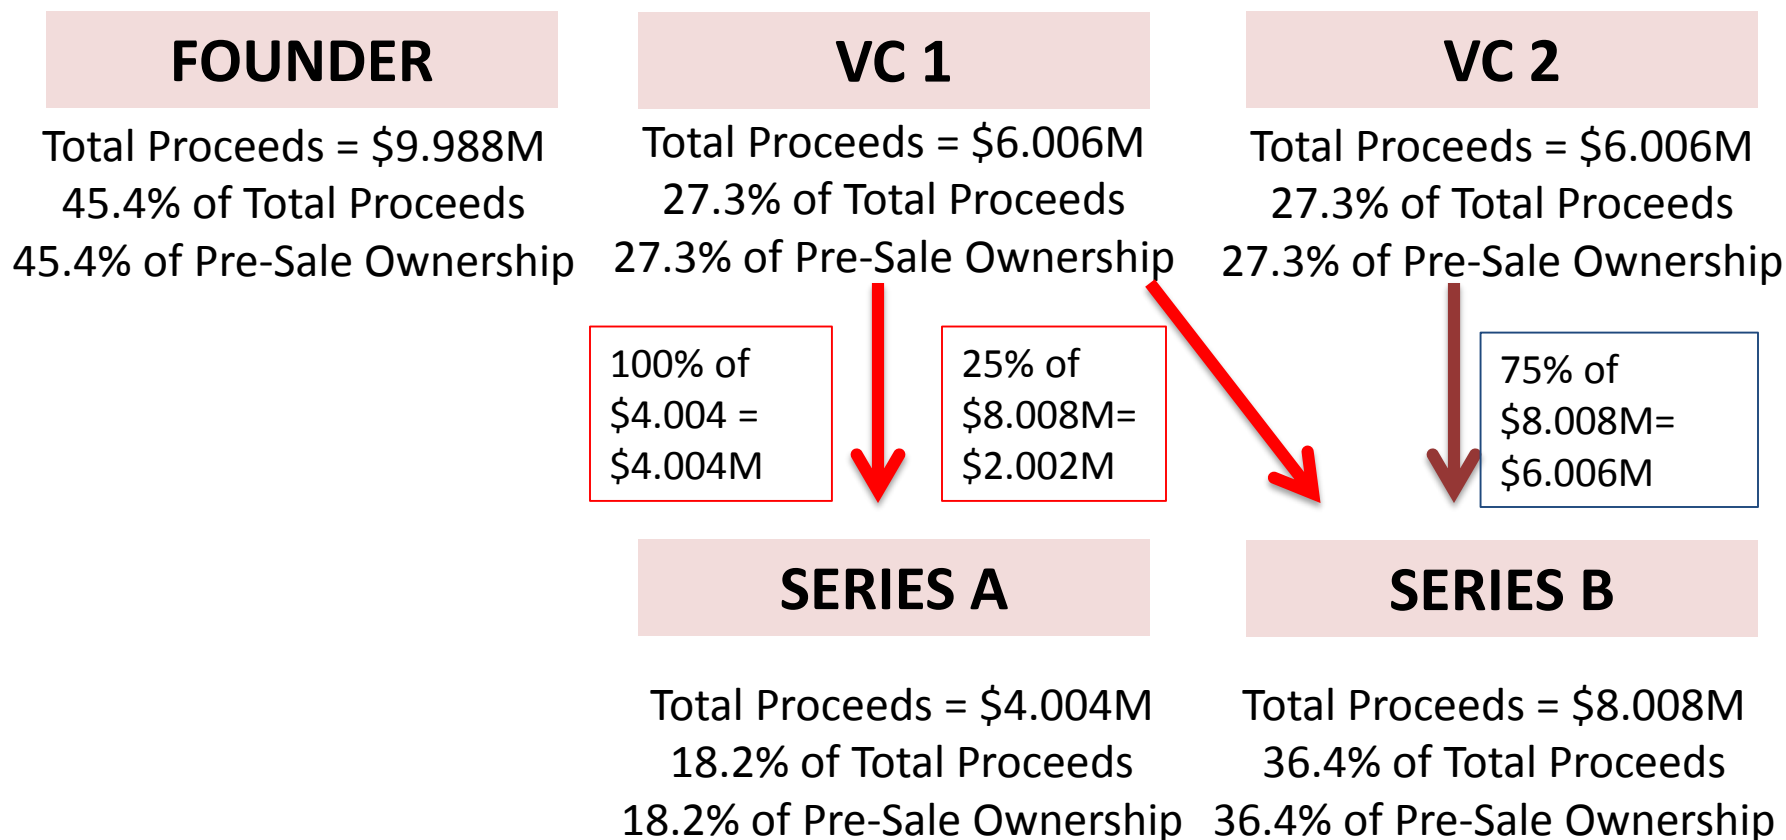 FOUNDER
Total Proceeds = $9.988M
45.4% of Total Proceeds
45.4% of Pre-Sale Ownership
VC 1
Total Proceeds = $6.006M
27.3% of Total Proceeds
27.3% of Pre-Sale Ownership
VC 2
Total Proceeds = $6.006M
27.3% of Total Proceeds
27.3% of Pre-Sale Ownership
100% of
$4.004 =
$4.004M
25% of
$8.008M=
$2.002M
75% of
$8.008M=
$6.006M
SERIES A
Total Proceeds = $4.004M
18.2% of Total Proceeds
18.2% of Pre-Sale Ownership
SERIES B
Total Proceeds = $8.008M
36.4% of Total Proceeds
36.4% of Pre-Sale Ownership